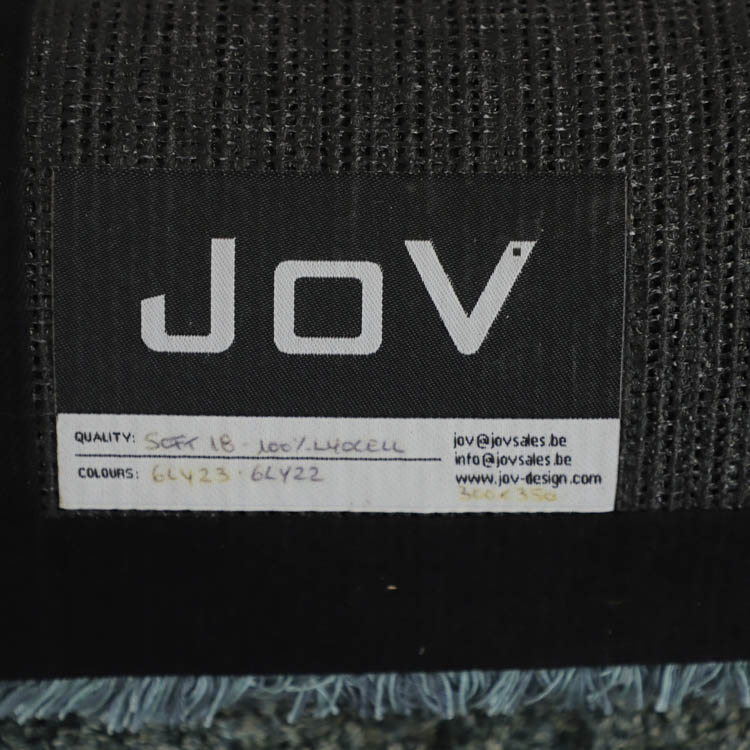 JoV
QUALITY: SOFT 18 - 100% LYOCELL
COLOURS: 6LY23 - 6LY22
jov@jovsales.be
info@jovsales.be
www.jov-design.com
300x350